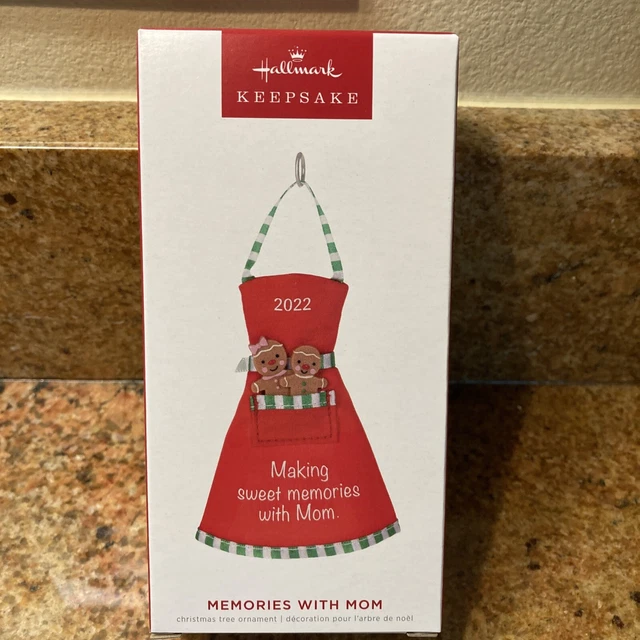 Hallmark
KEEPSAKE
2022
Making
sweet memories
with Mom.
MEMORIES WITH MOM
christmas tree ornament | décoration pour l'arbre de noël